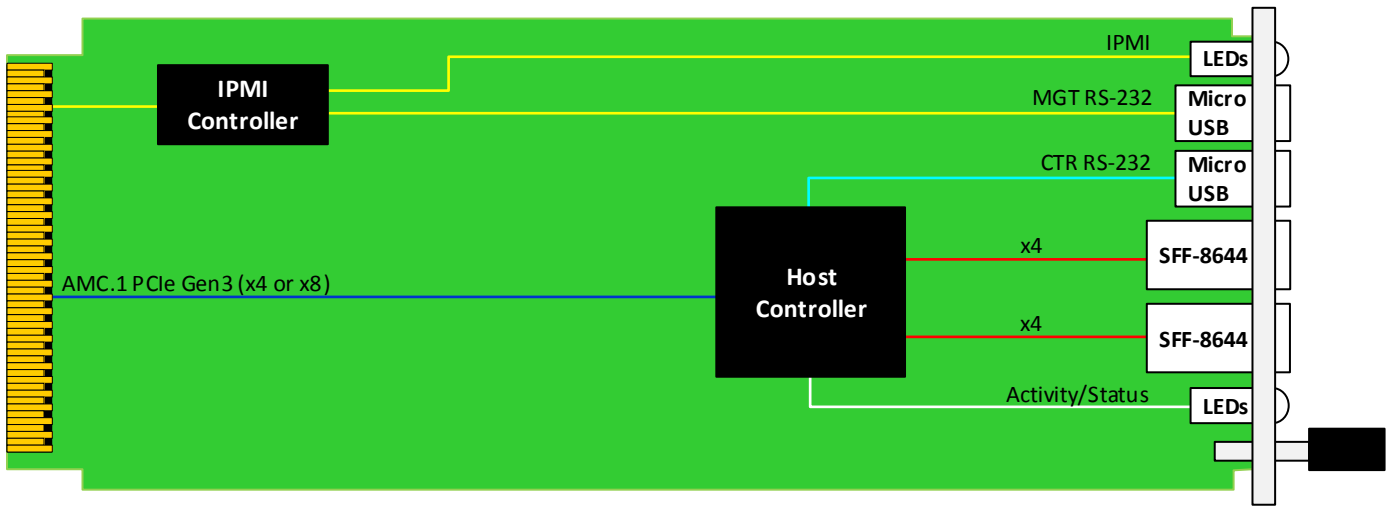 IPMI
LEDs
IPMI
Controller
MGT RS-232
Micro
USB
CTR RS-232
Micro
USB
x4
SFF-8644
AMC.1 PCIe Gen3 (x4 or x8)
Host
Controller
x4
SFF-8644
Activity/Status
LEDs